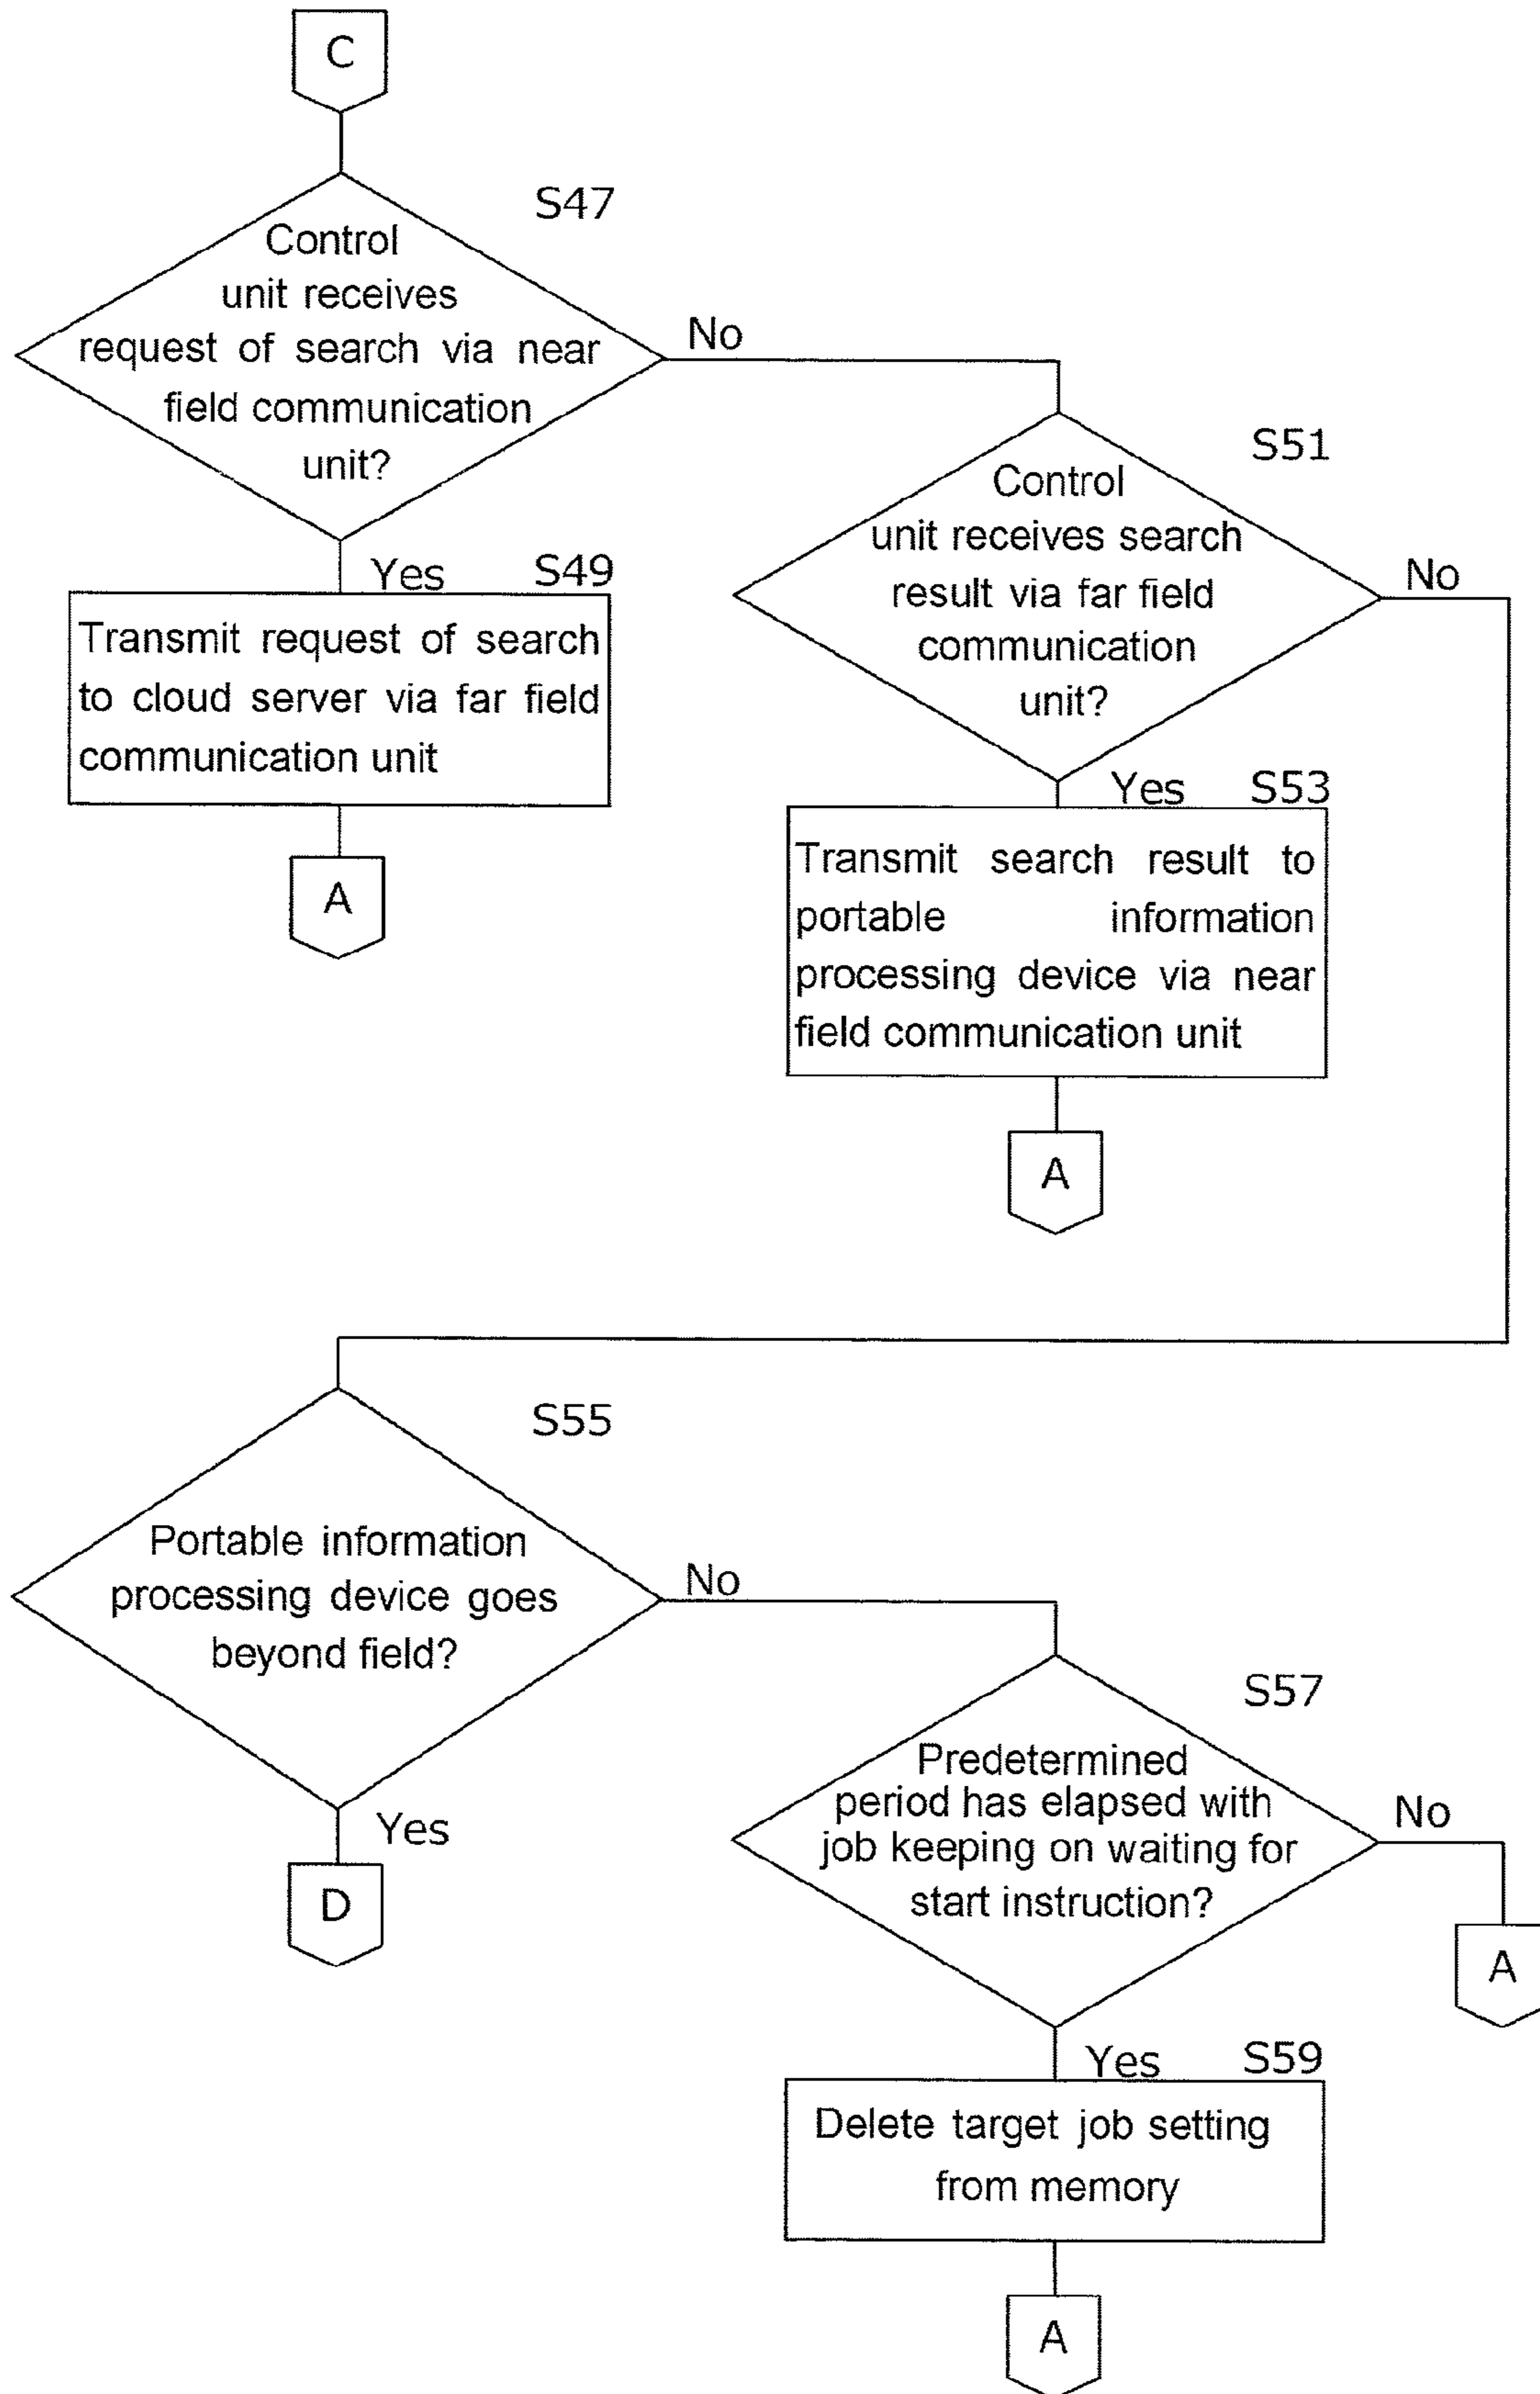 C
S47
Control
unit receives
request of search via near
field communication
unit?
No
Yes
S49
Transmit request of search
to cloud server via far field
communication unit
A
S51
Control
unit receives search
result via far field
communication
unit?
No
Yes
S53
Transmit search result to
portable information
processing device via near
field communication unit
A
S55
Portable information
processing device goes
beyond field?
No
Yes
D
S57
Predetermined
period has elapsed with
job keeping on waiting for
start instruction?
No
A
Yes
S59
Delete target job setting
from memory
A